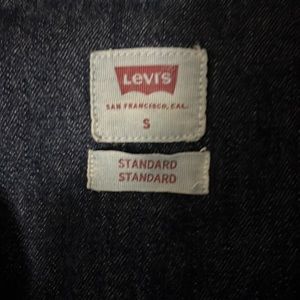 LEVI'S
SAN FRANCISCO, CAL.
S
STANDARD
STANDARD